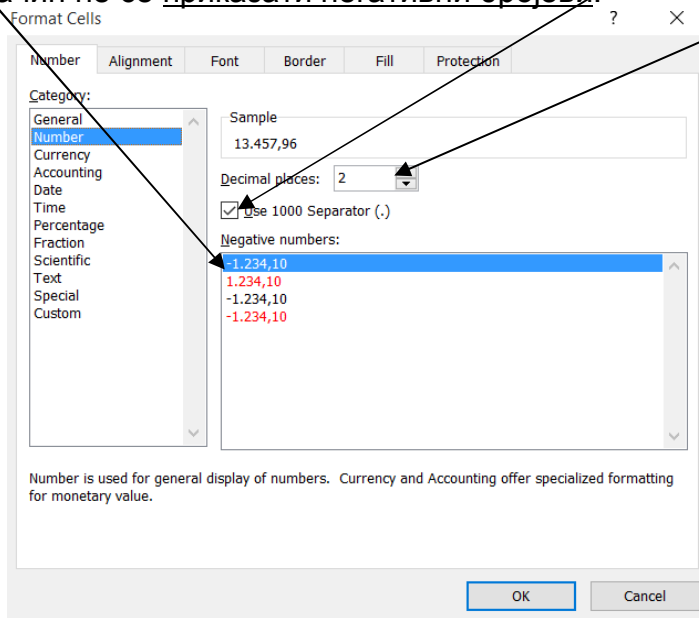 ће се приказати негативни бројеви.
Format Cells
Number Alignment Font Border Fill Protection
Category:
General
Number
Currency
Accounting
Date
Time
Percentage
Fraction
Scientific
Text
Special
Custom
Sample
13.457,96
Decimal places: 2
Use 1000 Separator (.)
Negative numbers:
-1.234,10
1.234,10
-1.234,10
-1.234,10
Number is used for general display of numbers. Currency and Accounting offer specialized formatting
for monetary value.
OK Cancel